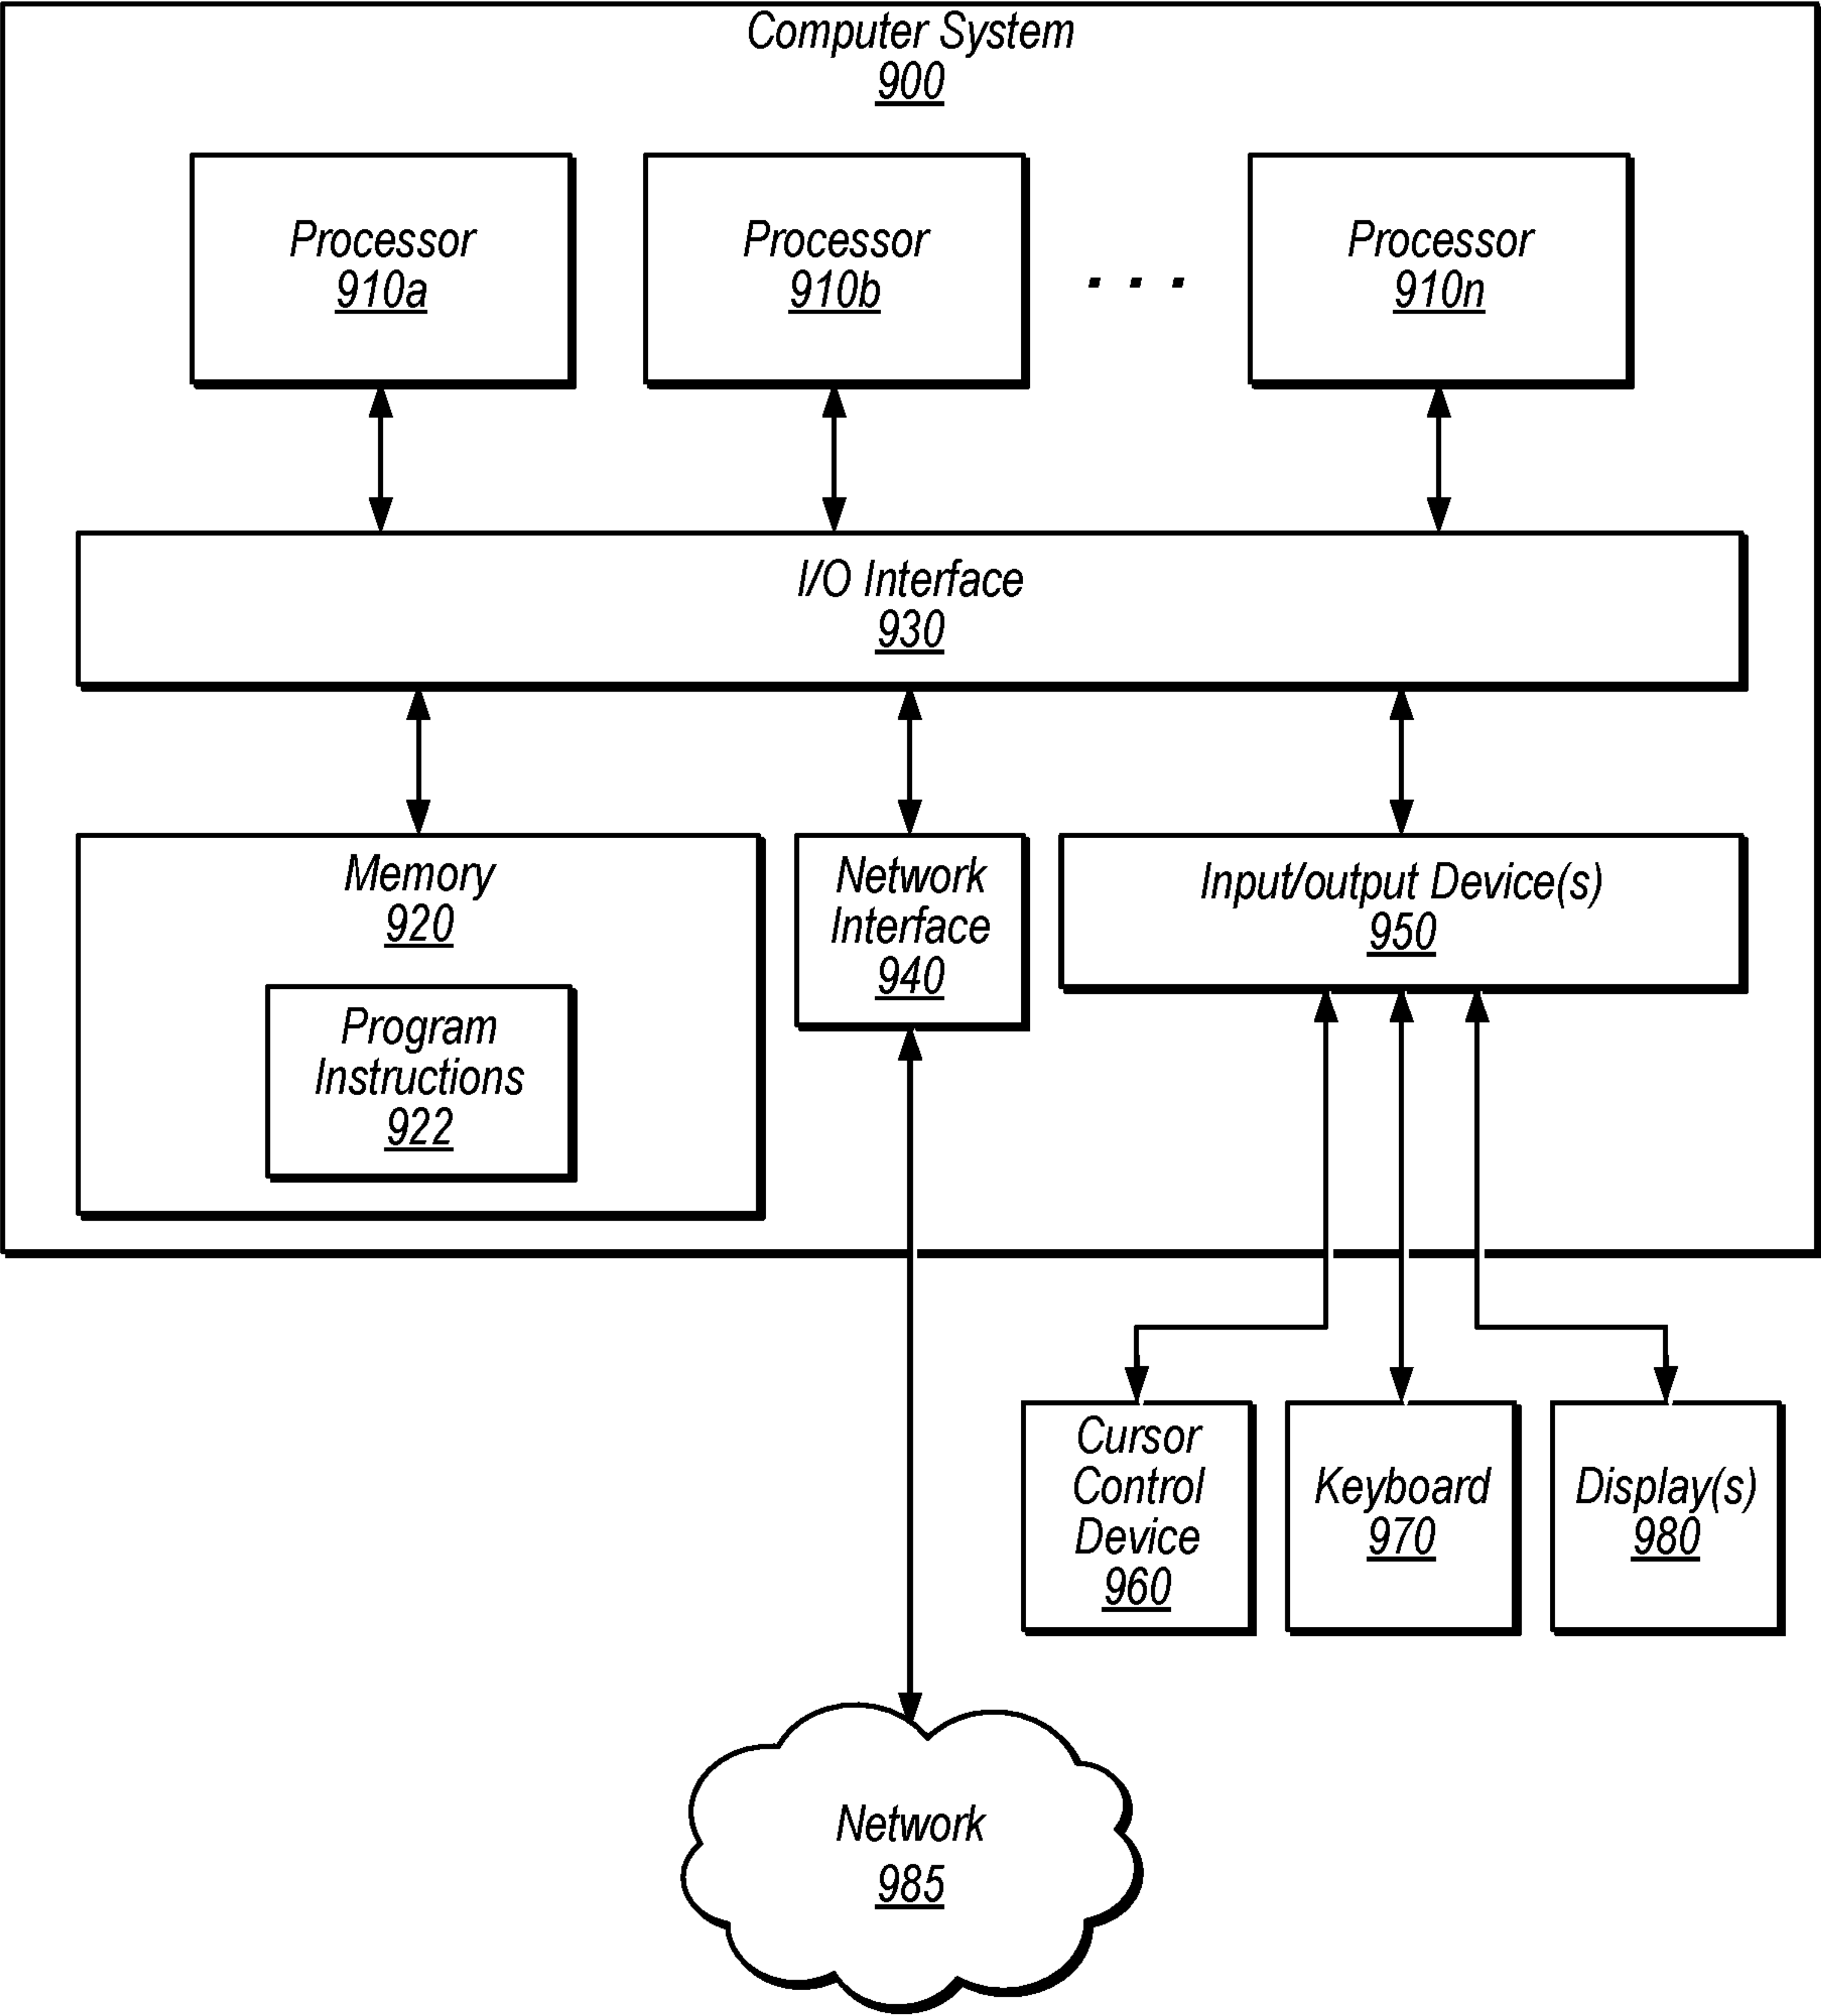 Computer System
900
Processor
910a
Processor
910b
. . .
Processor
910n
I/O Interface
930
Memory
920
Program
Instructions
922
Network
Interface
940
Input/output Device(s)
950
Cursor
Control
Device
960
Keyboard
970
Display(s)
980
Network
985